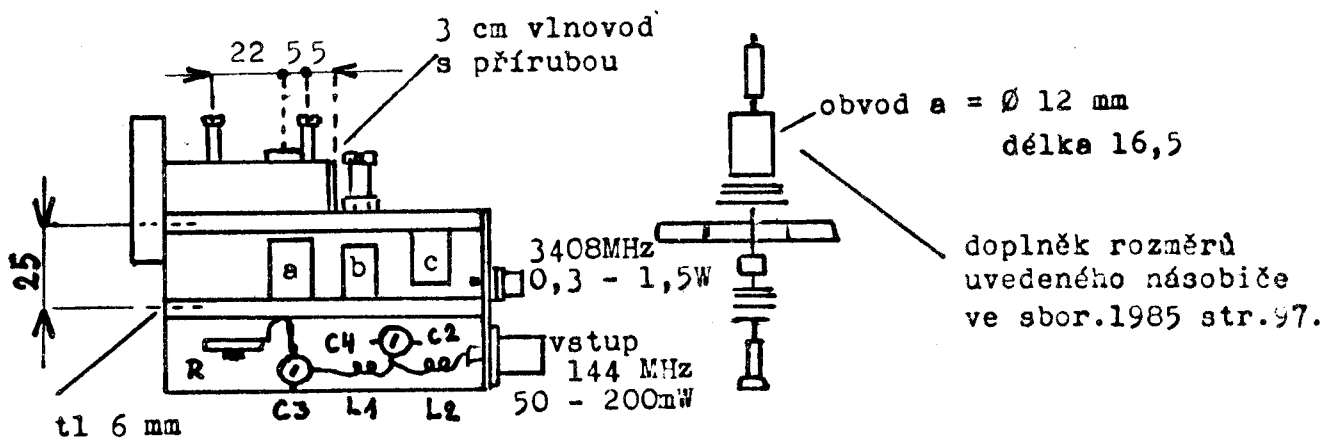 22 5 5
3 cm vlnovod
s přírubou
obvod a = Ø 12 mm
délka 16,5
25
a
b
c
3408MHz
0,3 - 1,5W
doplněk rozměrů
uvedeného násobiče
ve sbor.1985 str.97.
R
C4
C2
vstup
144 MHz
50 - 200mW
C3
L1
L2
tl 6 mm